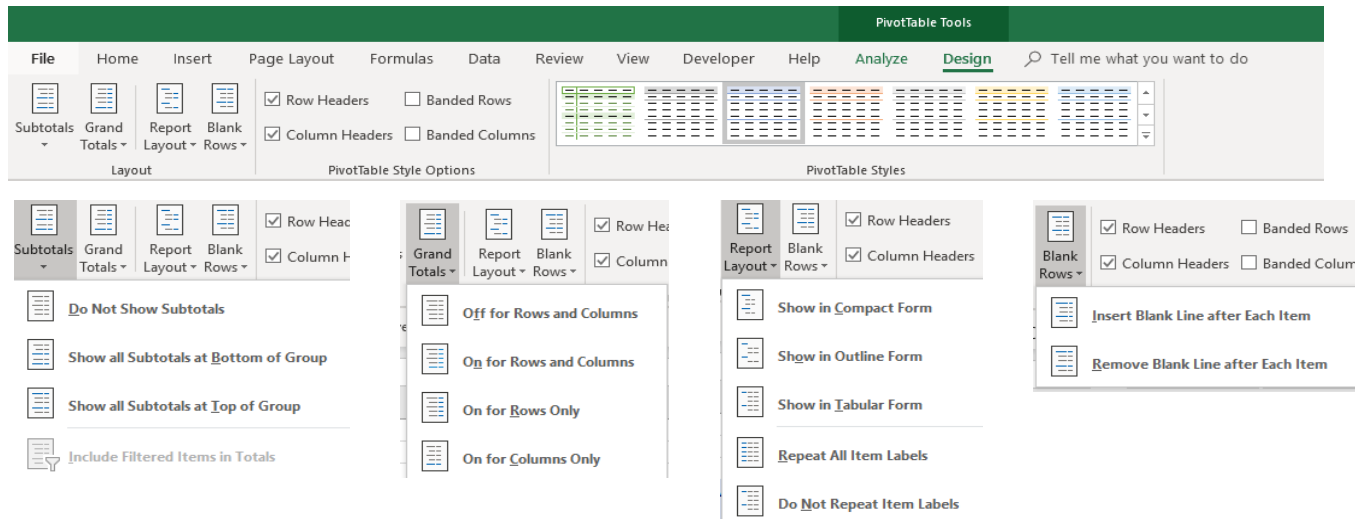 PivotTable Tools
File Home Insert Page Layout Formulas Data Review View Developer Help Analyze Design Tell me what you want to do
Subtotals Grand Totals Report Layout Blank Rows
Row Headers Banded Rows
Column Headers Banded Columns
Layout PivotTable Style Options PivotTable Styles
Subtotals Grand Totals Report Layout Blank Rows
Row Head
Column H
Do Not Show Subtotals
Show all Subtotals at Bottom of Group
Show all Subtotals at Top of Group
Include Filtered Items in Totals
Grand Totals Report Layout Blank Rows
Row Hea
Column
Off for Rows and Columns
On for Rows and Columns
On for Rows Only
On for Columns Only
Report Layout Blank Rows
Row Headers
Column Headers
Show in Compact Form
Show in Outline Form
Show in Tabular Form
Repeat All Item Labels
Do Not Repeat Item Labels
Blank Rows
Row Headers Banded Rows
Column Headers Banded Colum
Insert Blank Line after Each Item
Remove Blank Line after Each Item